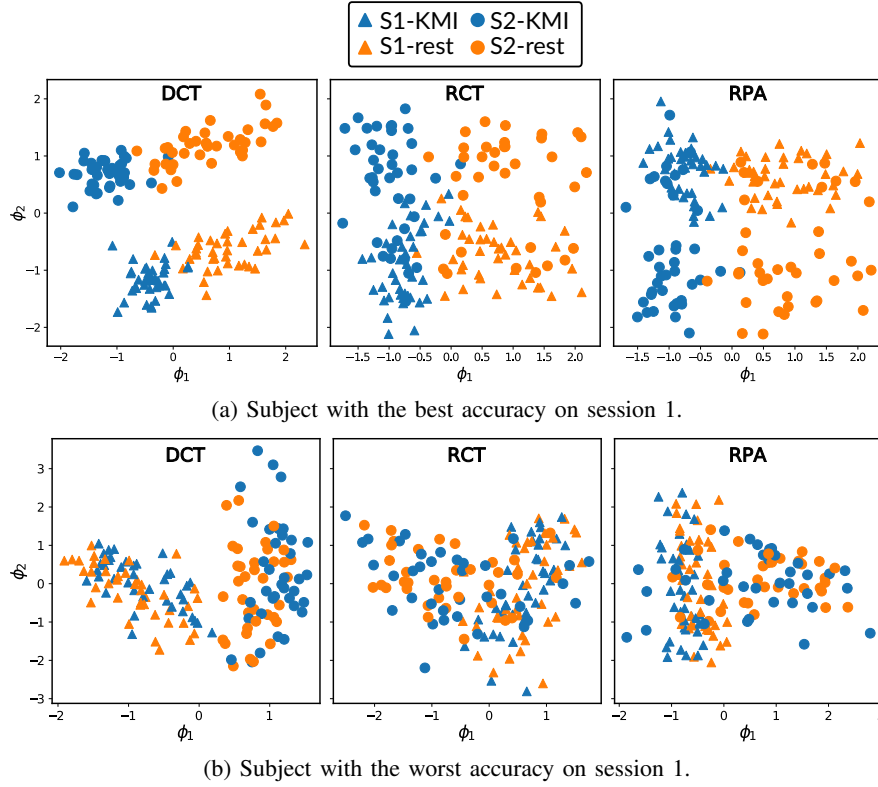 S1-KMI S2-KMI
S1-rest S2-rest
DCT RCT RPA
2
1
0
−1
−2
ϕ2
−2 −1 0 1 2
−1.5 −1.0 −0.5 0.0 0.5 1.0 1.5 2.0
−1.5 −1.0 −0.5 0.0 0.5 1.0 1.5 2.0
ϕ1 ϕ1 ϕ1
(a) Subject with the best accuracy on session 1.
DCT RCT RPA
3
2
1
0
−1
−2
−3
ϕ2
−2 −1 0 1
−2 −1 0 1
−2 −1 0 1 2 3
ϕ1 ϕ1 ϕ1
(b) Subject with the worst accuracy on session 1.